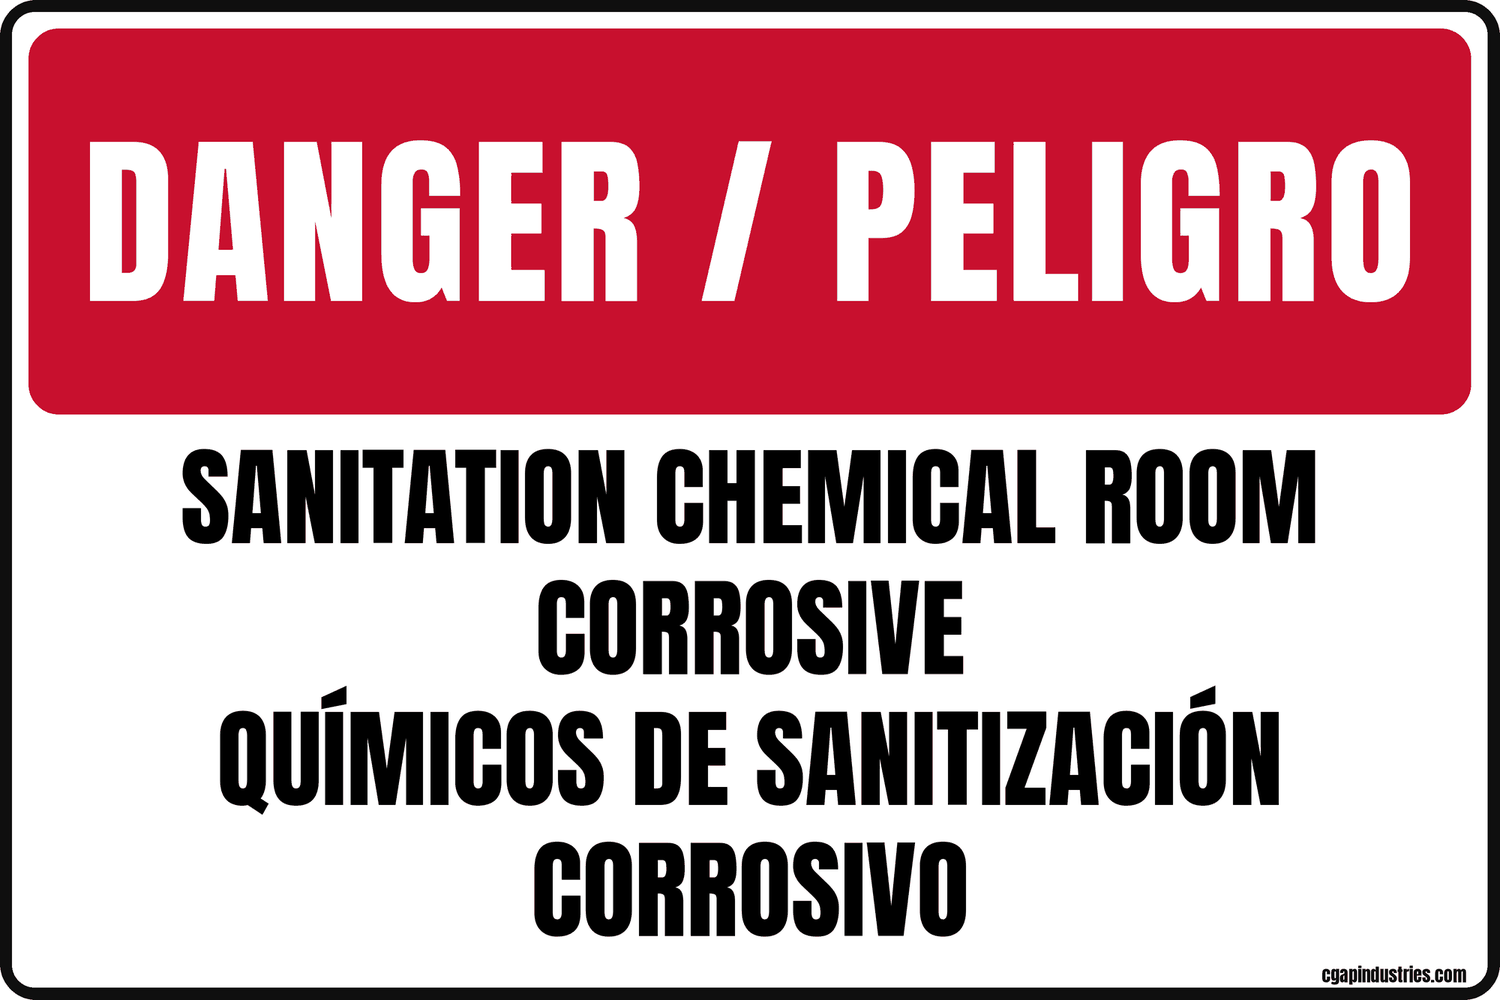 DANGER / PELIGRO
SANITATION CHEMICAL ROOM
CORROSIVE
QUÍMICOS DE SANITIZACIÓN
CORROSIVO
cgapindustries.com